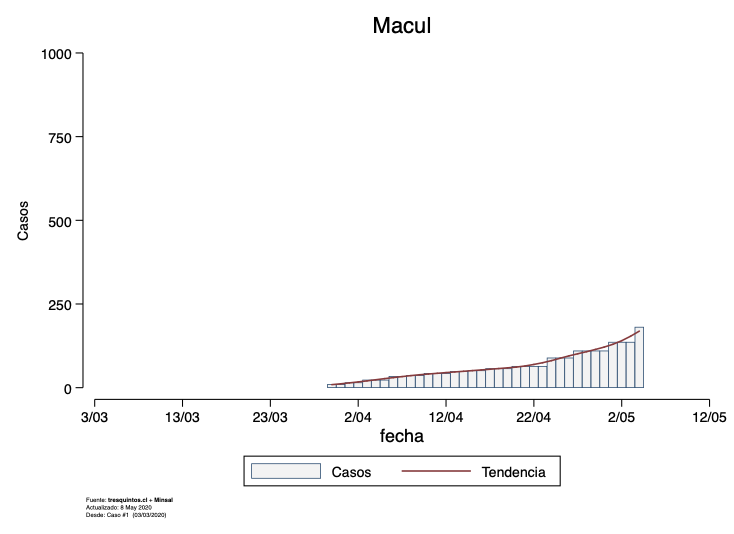 Macul
Casos
1000
750
500
250
0
3/03 13/03 23/03 2/04 12/04 22/04 2/05 12/05
fecha
Casos Tendencia
Fuente: tresquintos.cl + Minsal
Actualizado: 8 May 2020
Desde: Caso #1 (03/03/2020)